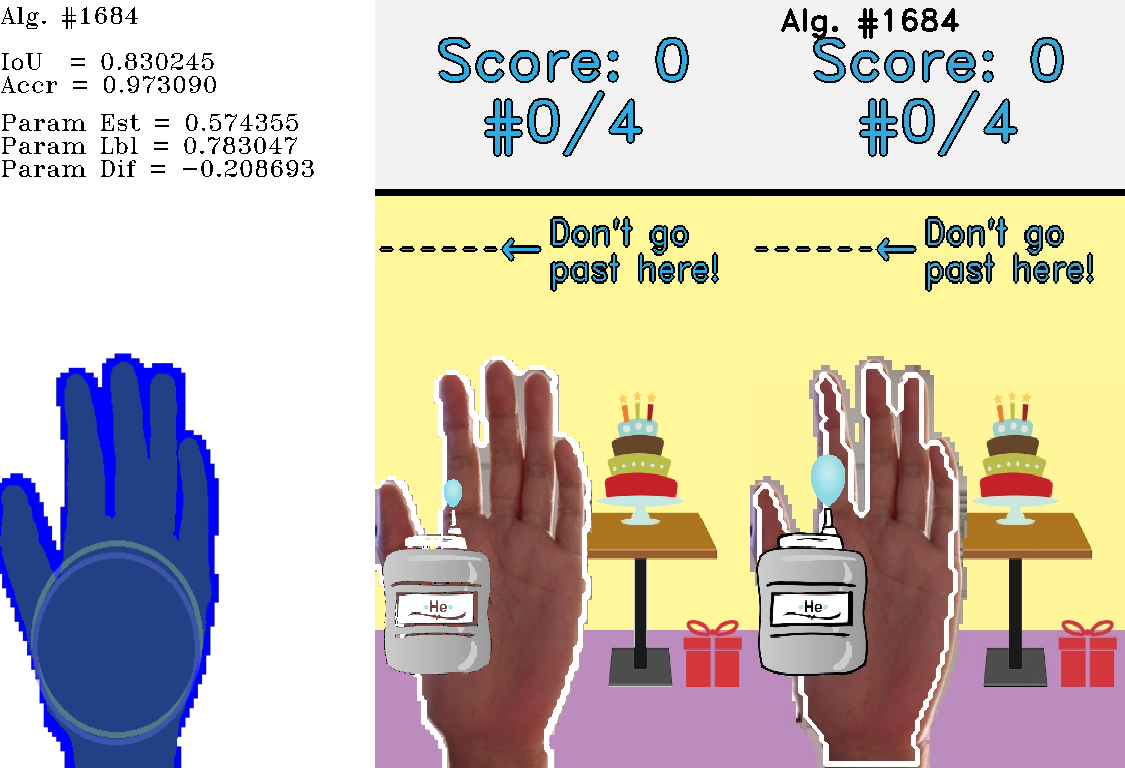 Alg. #1684
IoU = 0.830245
Accr = 0.973090
Param Est = 0.574355
Param Lbl = 0.783047
Param Dif = −0.208693
Score: 0
#0/4
Don't go
past here!
He
Alg. #1684
Score: 0
#0/4
Don't go
past here!
He